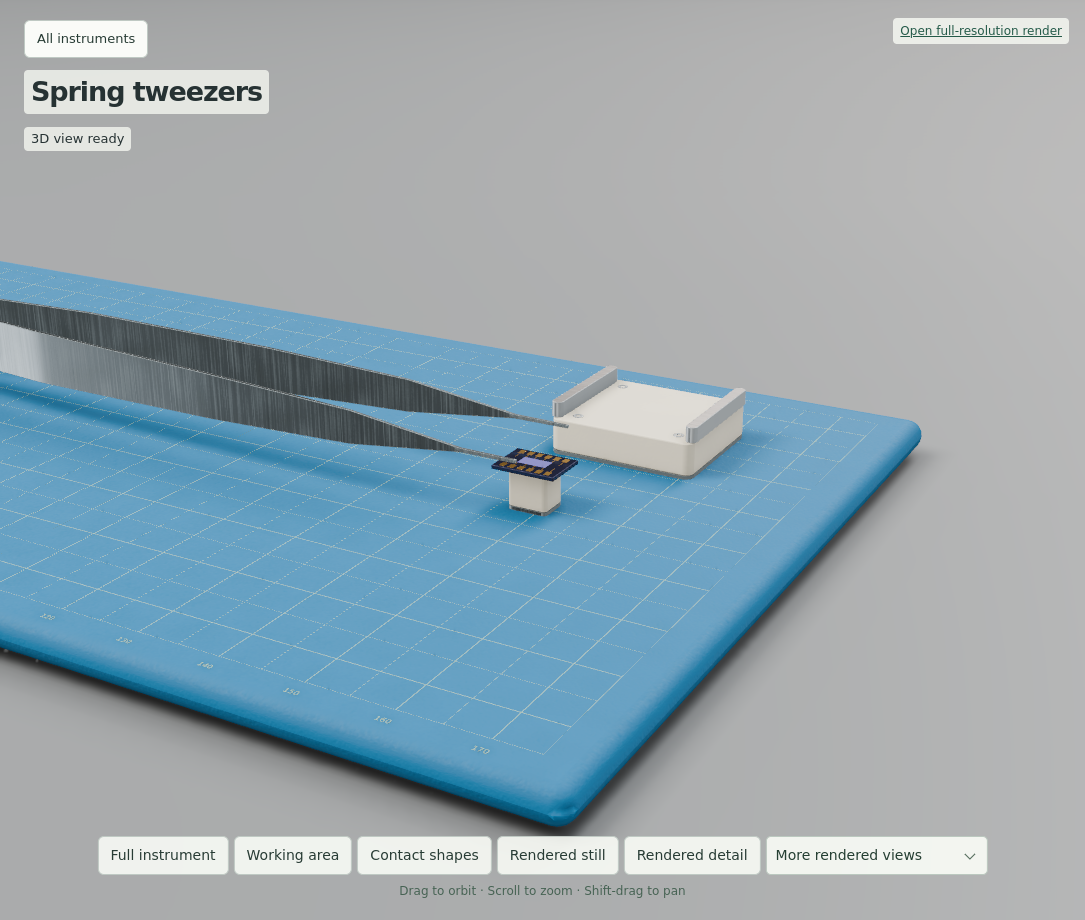 All instruments
Open full-resolution render
Spring tweezers
3D view ready
120
130
140
150
160
170
Full instrument
Working area
Contact shapes
Rendered still
Rendered detail
More rendered views
Drag to orbit · Scroll to zoom · Shift-drag to pan